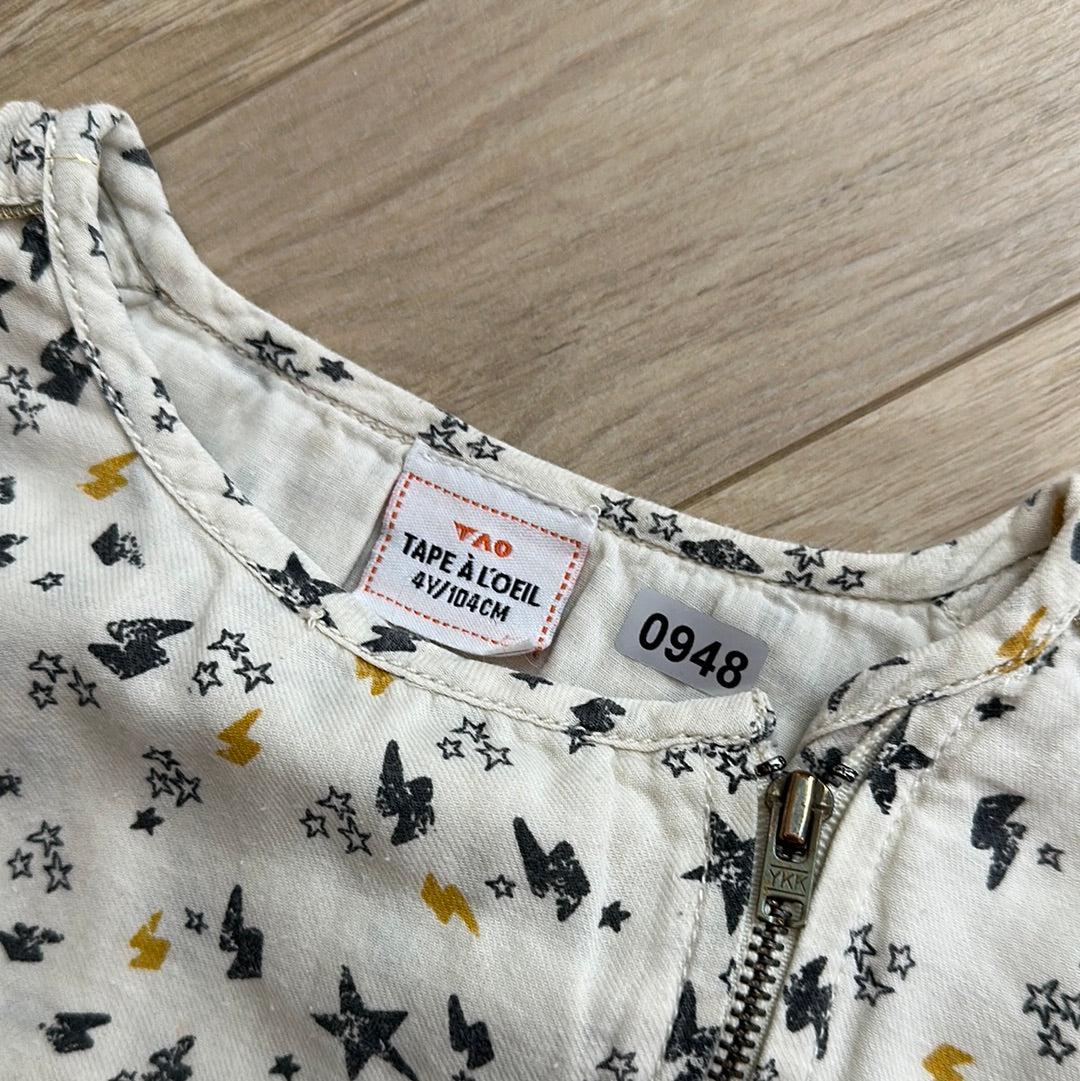 TAO
TAPE À L'OEIL
4Y/104CM
0948
YKK